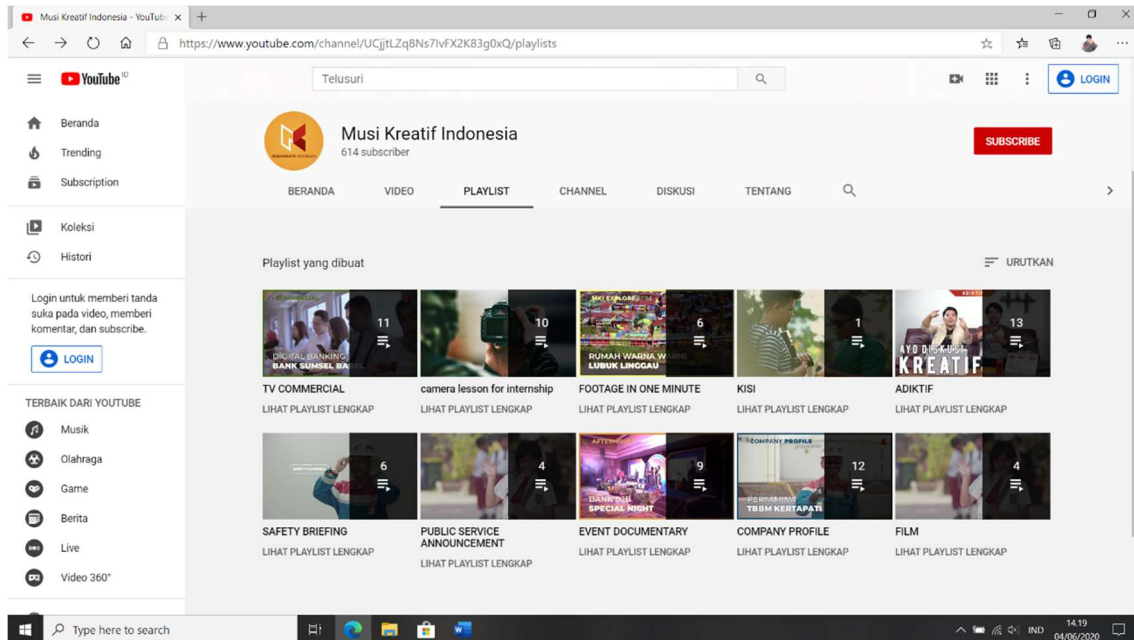 Musi Kreatif Indonesia - YouTub
https://www.youtube.com/channel/UCjjtLZq8Ns7IvFX2K83g0xQ/playlists
YouTube ID
Telusuri
LOGIN
Beranda
Trending
Subscription
Koleksi
Histori
Login untuk memberi tanda
suka pada video, memberi
komentar, dan subscribe.
LOGIN
TERBAIK DARI YOUTUBE
Musik
Olahraga
Game
Berita
Live
Video 360°
Musi Kreatif Indonesia
614 subscriber
SUBSCRIBE
BERANDA VIDEO PLAYLIST CHANNEL DISKUSI TENTANG
Playlist yang dibuat
URUTKAN
COMMERCIAL
11
DIGITAL BANKING
BANK SUMSEL BABEL
TV COMMERCIAL
LIHAT PLAYLIST LENGKAP
10
camera lesson for internship
LIHAT PLAYLIST LENGKAP
MKI EXPLORE
6
RUMAH WARNA W
LUBUK LINGGAU
FOOTAGE IN ONE MINUTE
LIHAT PLAYLIST LENGKAP
1
KISI
LIHAT PLAYLIST LENGKAP
ADIKTIF
13
AYO DISKUSI
KREATIF
ADIKTIF
LIHAT PLAYLIST LENGKAP
6
SAFETY BRIEFING
LIHAT PLAYLIST LENGKAP
4
PUBLIC SERVICE
ANNOUNCEMENT
LIHAT PLAYLIST LENGKAP
AFTERMOVIE
9
BANK BJB
SPECIAL NIGHT
EVENT DOCUMENTARY
LIHAT PLAYLIST LENGKAP
COMPANY PROFILE
12
PERTAMINA
TBBM KERTAPATI
COMPANY PROFILE
LIHAT PLAYLIST LENGKAP
4
FILM
LIHAT PLAYLIST LENGKAP
Type here to search
IND
14.19
04/06/2020